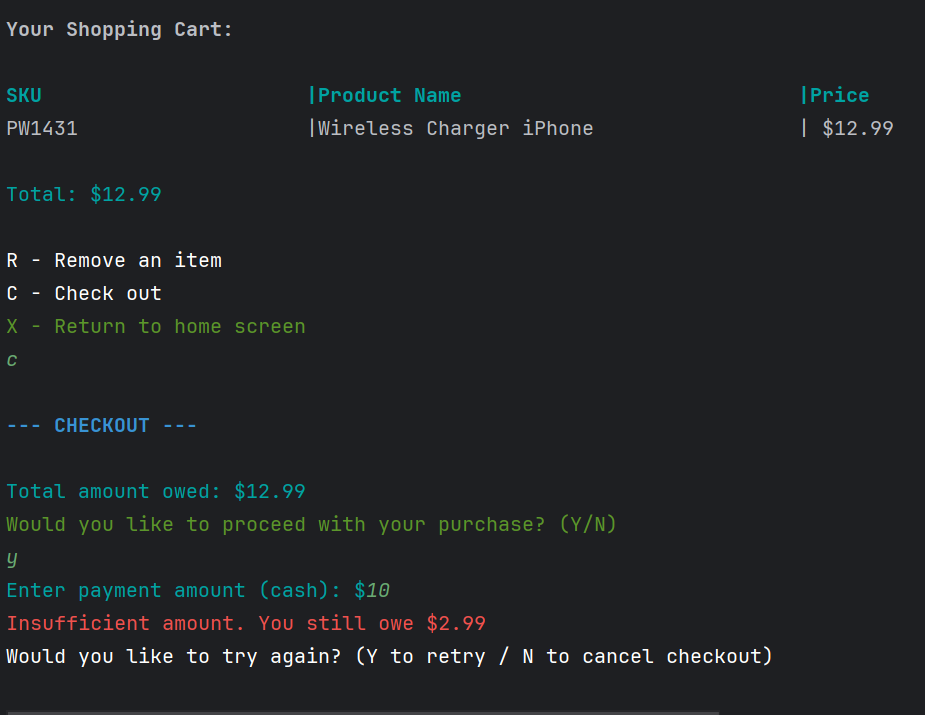 Your Shopping Cart:
SKU |Product Name |Price
PW1431 |Wireless Charger iPhone | $12.99
Total: $12.99
R - Remove an item
C - Check out
X - Return to home screen
c
--- CHECKOUT ---
Total amount owed: $12.99
Would you like to proceed with your purchase? (Y/N)
y
Enter payment amount (cash): $10
Insufficient amount. You still owe $2.99
Would you like to try again? (Y to retry / N to cancel checkout)